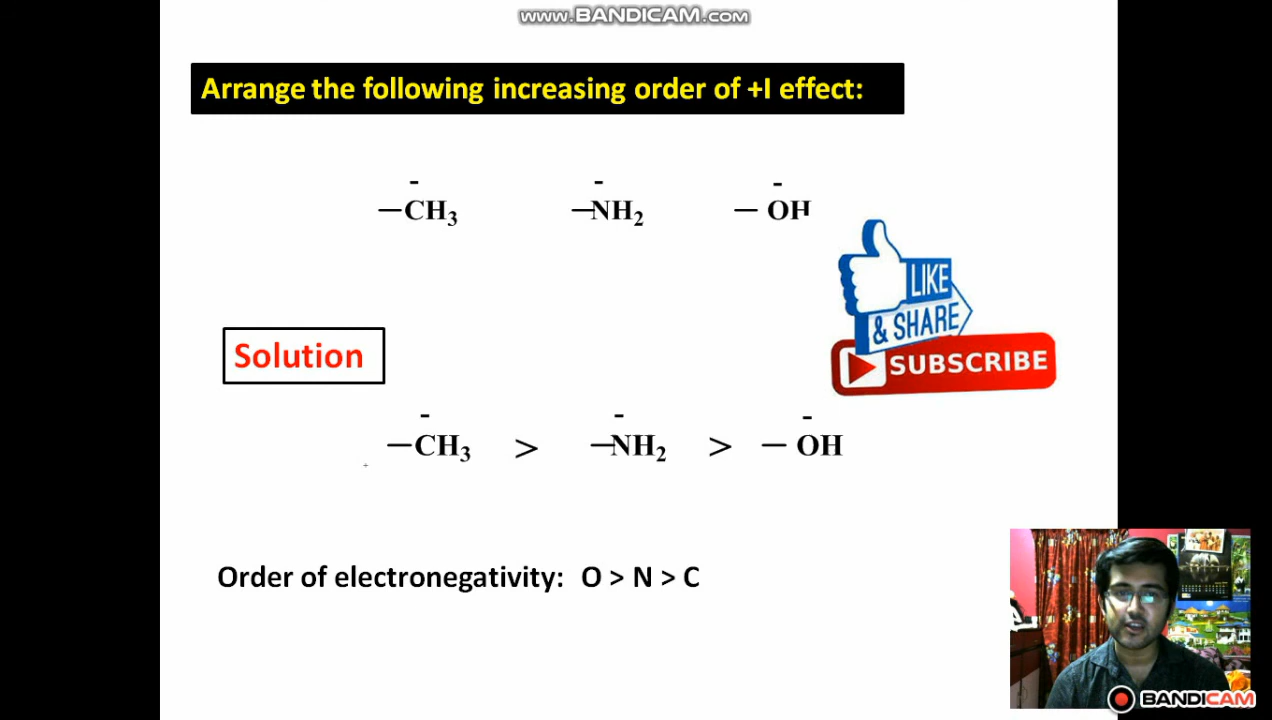 www.BANDICAM.com
Arrange the following increasing order of +I effect:
- - -
—CH₃ —NH₂ — OH
LIKE
& SHARE
SUBSCRIBE
Solution
- - -
—CH₃ > —NH₂ > — OH
Order of electronegativity: O > N > C
BANDICAM